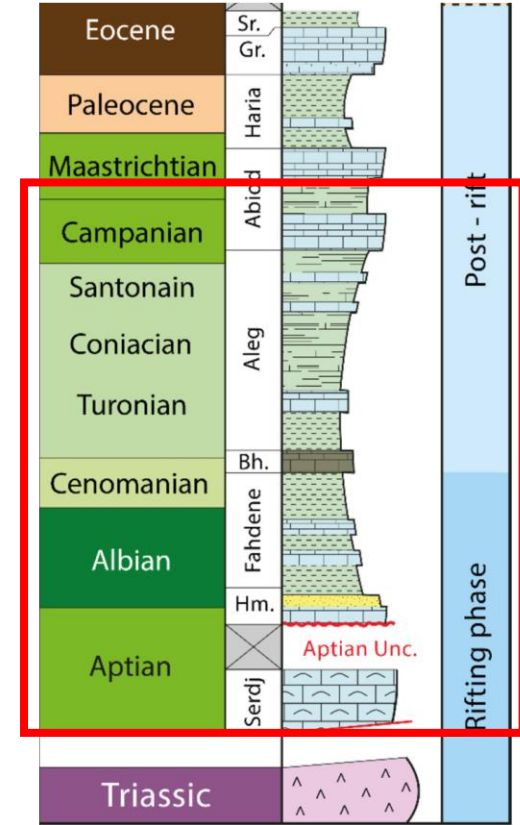 Eocene
Paleocene
Maastrichtian
Campanian
Santonain
Coniacian
Turonian
Cenomanian
Albian
Aptian
Triassic
Sr.
Gr.
Haria
Abiod
Aleg
Bh.
Fahdene
Hm.
Serdj
Aptian Unc.
Post - rift
Rifting phase